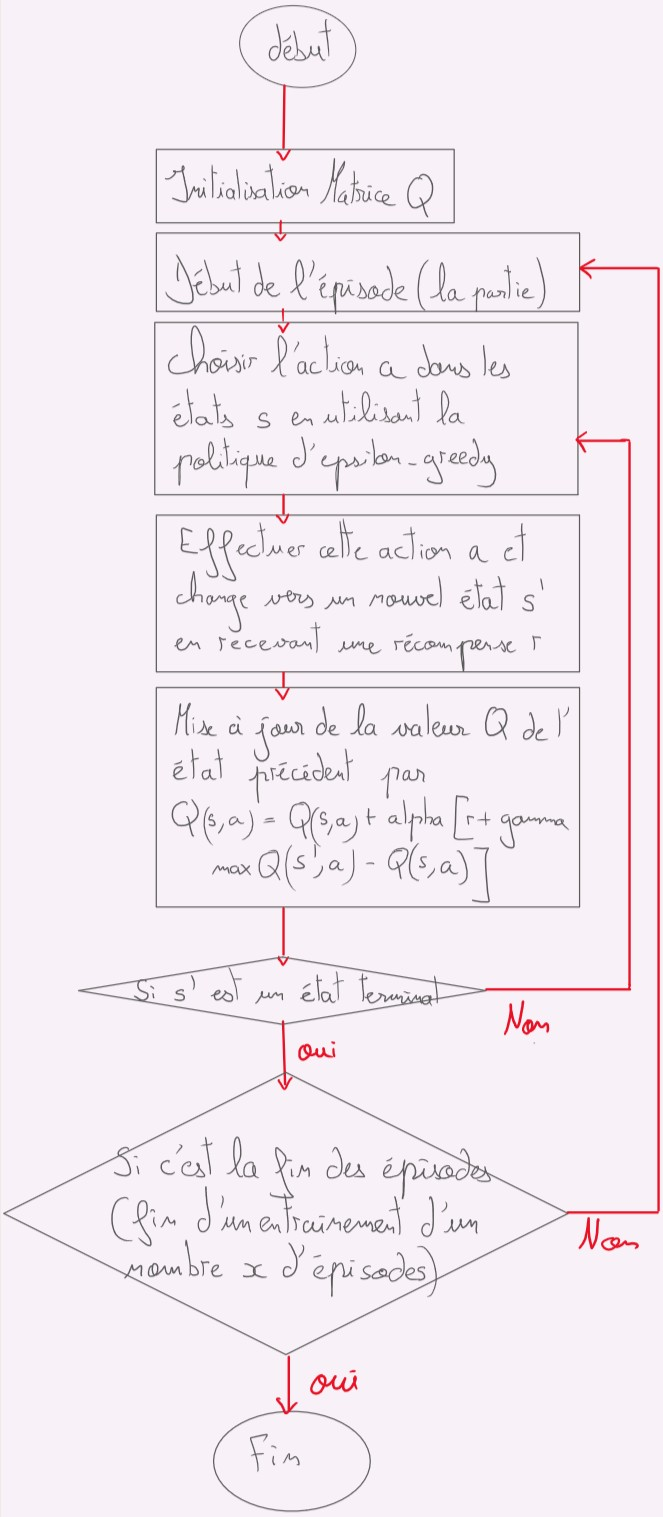 début
Initialisation Matrice Q
Début de l'épisode (la partie)
Choisir l'action a dans les
états s en utilisant la
politique d'epsilon-greedy
Effectuer cette action a et
change vers un nouvel état s'
en recevant une récompense r
Mise à jour de la valeur Q de l'
état précédent par
Q(s,a) = Q(s,a) + alpha [r + gamma
max Q(s',a) - Q(s,a)]
Si s' est un état terminal
Non
oui
Si c'est la fin des épisodes
(fin d'un entrainement d'un
nombre x d'épisodes)
Non
oui
Fin